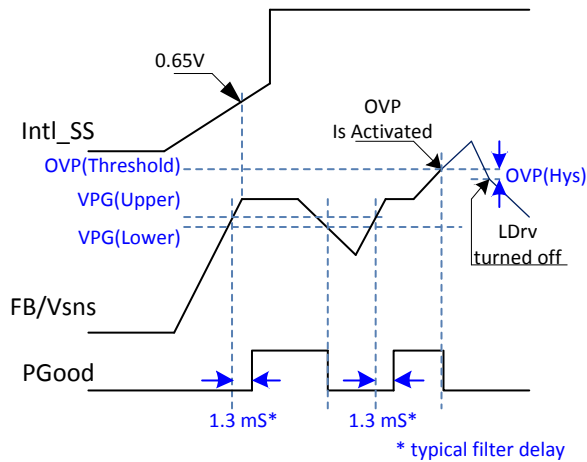 0.65V
Intl_SS
OVP
Is Activated
OVP(Threshold)
OVP(Hys)
VPG(Upper)
VPG(Lower)
LDrv
turned off
FB/Vsns
PGood
1.3 mS*
1.3 mS*
* typical filter delay